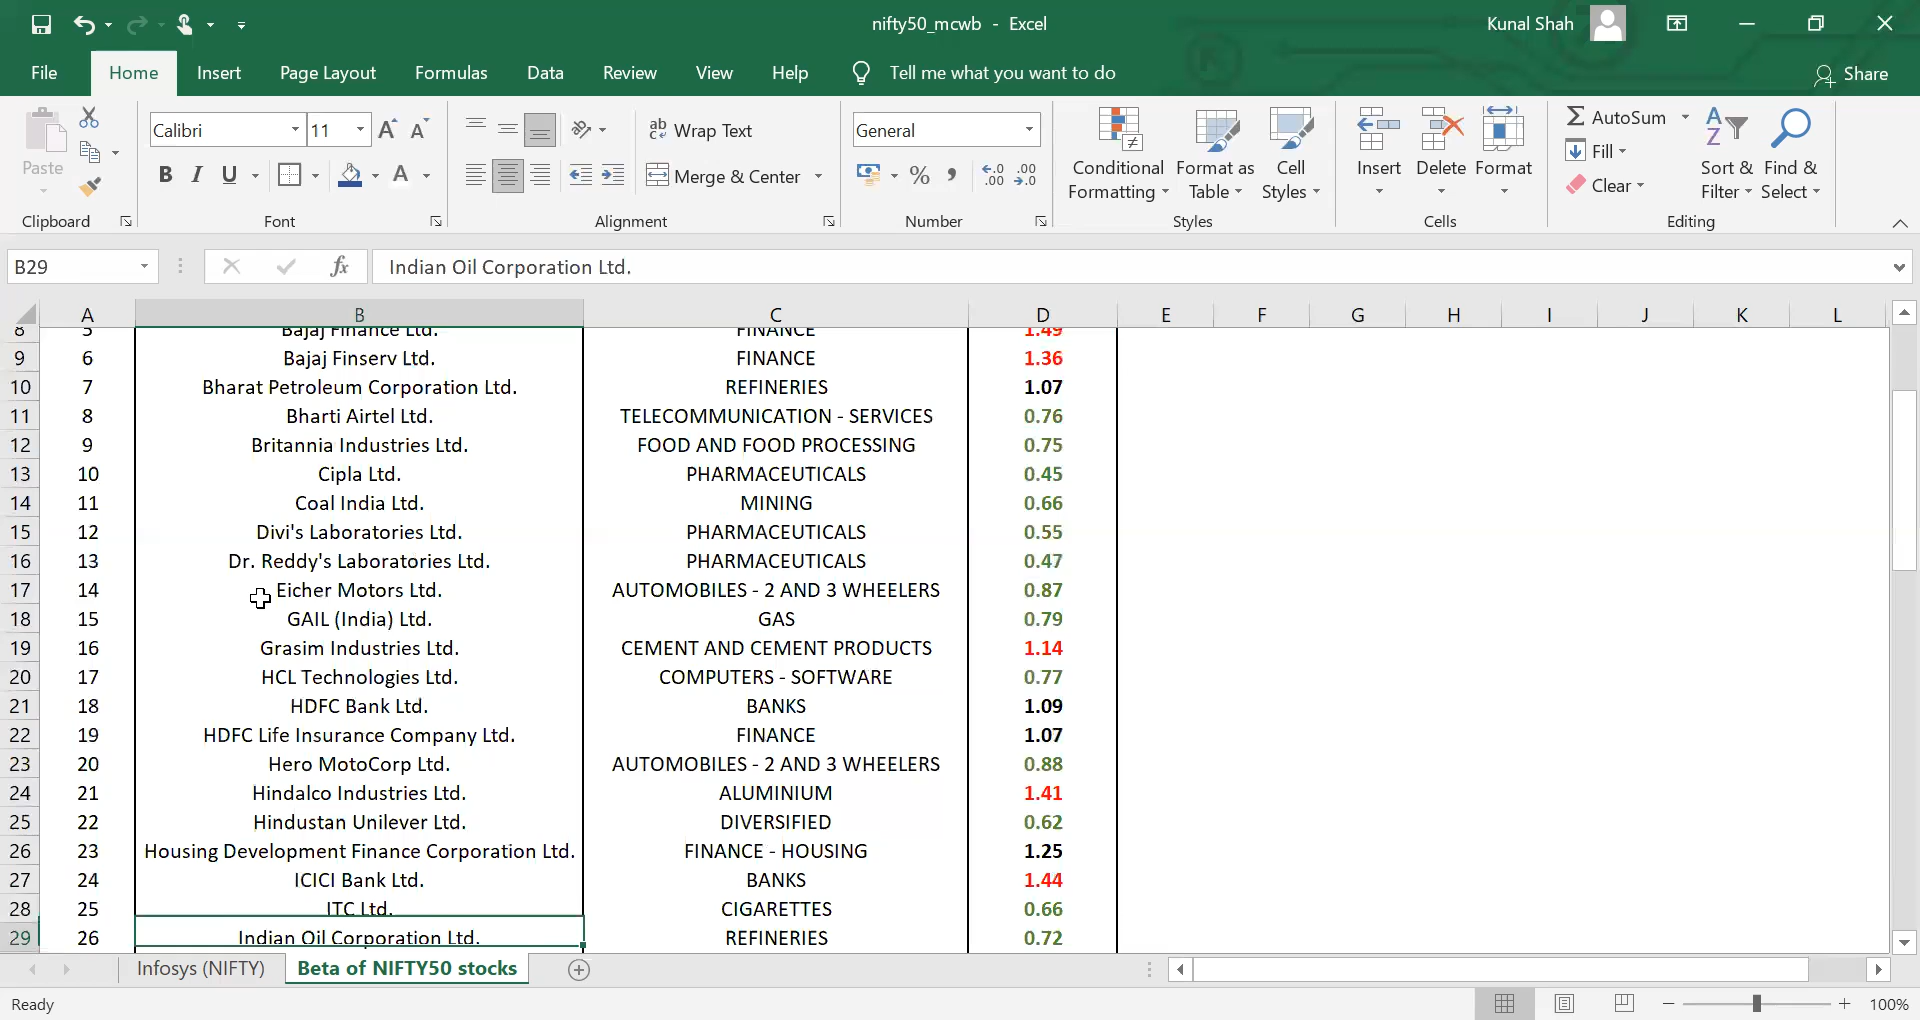 nifty50_mcwb - Excel
Kunal Shah
File Home Insert Page Layout Formulas Data Review View Help Tell me what you want to do Share
Paste
Clipboard
Calibri 11
B I U A
Font
Wrap Text
Merge & Center
Alignment
General
Number
Conditional Formatting
Format as Table
Cell Styles
Styles
Insert Delete Format
Cells
AutoSum
Fill
Clear
Sort & Filter
Find & Select
Editing
B29 fx Indian Oil Corporation Ltd.
A B C D E F G H I J K L
8 5 Bajaj Finance Ltd. FINANCE 1.49
9 6 Bajaj Finserv Ltd. FINANCE 1.36
10 7 Bharat Petroleum Corporation Ltd. REFINERIES 1.07
11 8 Bharti Airtel Ltd. TELECOMMUNICATION - SERVICES 0.76
12 9 Britannia Industries Ltd. FOOD AND FOOD PROCESSING 0.75
13 10 Cipla Ltd. PHARMACEUTICALS 0.45
14 11 Coal India Ltd. MINING 0.66
15 12 Divi's Laboratories Ltd. PHARMACEUTICALS 0.55
16 13 Dr. Reddy's Laboratories Ltd. PHARMACEUTICALS 0.47
17 14 Eicher Motors Ltd. AUTOMOBILES - 2 AND 3 WHEELERS 0.87
18 15 GAIL (India) Ltd. GAS 0.79
19 16 Grasim Industries Ltd. CEMENT AND CEMENT PRODUCTS 1.14
20 17 HCL Technologies Ltd. COMPUTERS - SOFTWARE 0.77
21 18 HDFC Bank Ltd. BANKS 1.09
22 19 HDFC Life Insurance Company Ltd. FINANCE 1.07
23 20 Hero MotoCorp Ltd. AUTOMOBILES - 2 AND 3 WHEELERS 0.88
24 21 Hindalco Industries Ltd. ALUMINIUM 1.41
25 22 Hindustan Unilever Ltd. DIVERSIFIED 0.62
26 23 Housing Development Finance Corporation Ltd. FINANCE - HOUSING 1.25
27 24 ICICI Bank Ltd. BANKS 1.44
28 25 ITC Ltd. CIGARETTES 0.66
29 26 Indian Oil Corporation Ltd. REFINERIES 0.72
Infosys (NIFTY) Beta of NIFTY50 stocks
Ready 100%